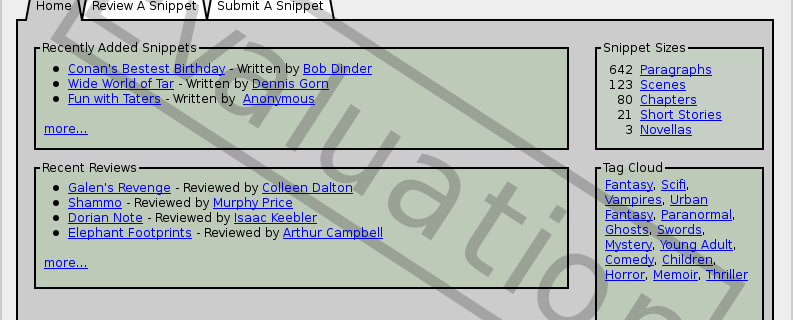 Home Review A Snippet Submit A Snippet
Recently Added Snippets
Conan's Bestest Birthday - Written by Bob Dinder
Wide World of Tar - Written by Dennis Gorn
Fun with Taters - Written by Anonymous
more...
Snippet Sizes
642 Paragraphs
123 Scenes
80 Chapters
21 Short Stories
3 Novellas
Recent Reviews
Galen's Revenge - Reviewed by Colleen Dalton
Shammo - Reviewed by Murphy Price
Dorian Note - Reviewed by Isaac Keebler
Elephant Footprints - Reviewed by Arthur Campbell
more...
Tag Cloud
Fantasy, Scifi,
Vampires, Urban
Fantasy, Paranormal,
Ghosts, Swords,
Mystery, Young Adult,
Comedy, Children,
Horror, Memoir, Thriller
Evaluation